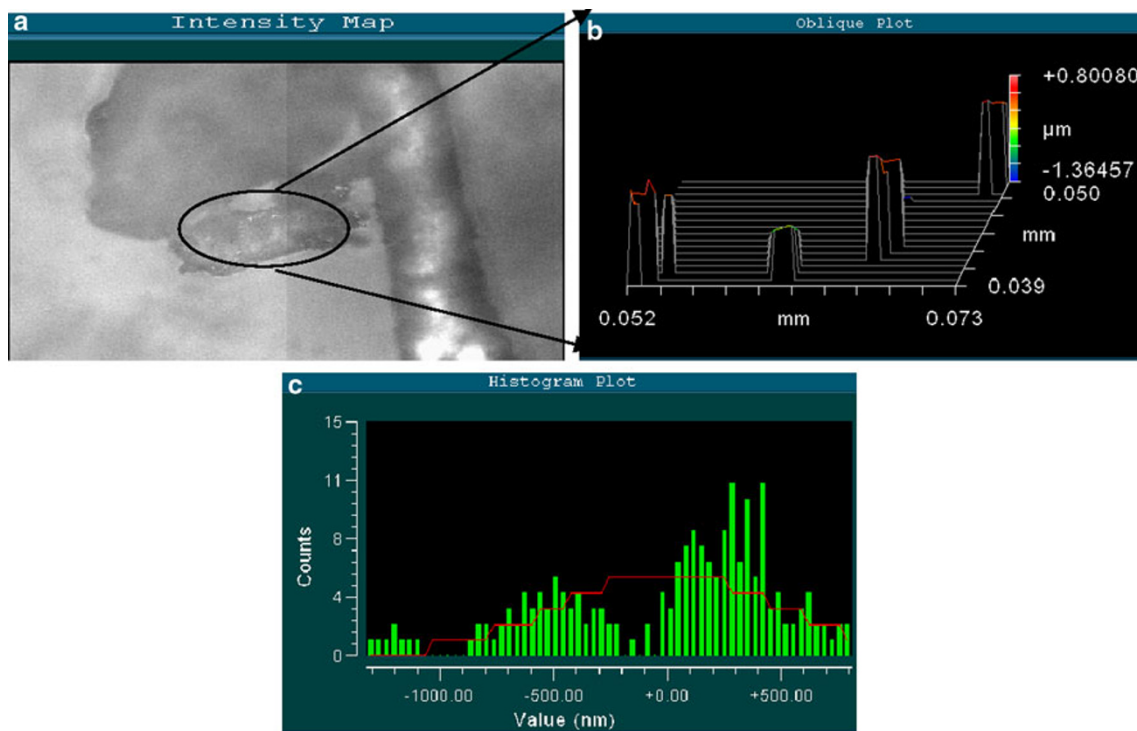 a
Intensity Map
b
Oblique Plot
+0.80080
µm
-1.36457
0.050
mm
0.039
0.052
mm
0.073
c
Histogram Plot
15
11
8
4
0
Counts
-1000.00
-500.00
+0.00
+500.00
Value (nm)